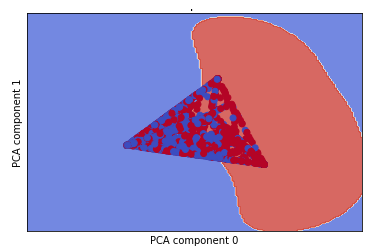 .
PCA component 1
PCA component 0